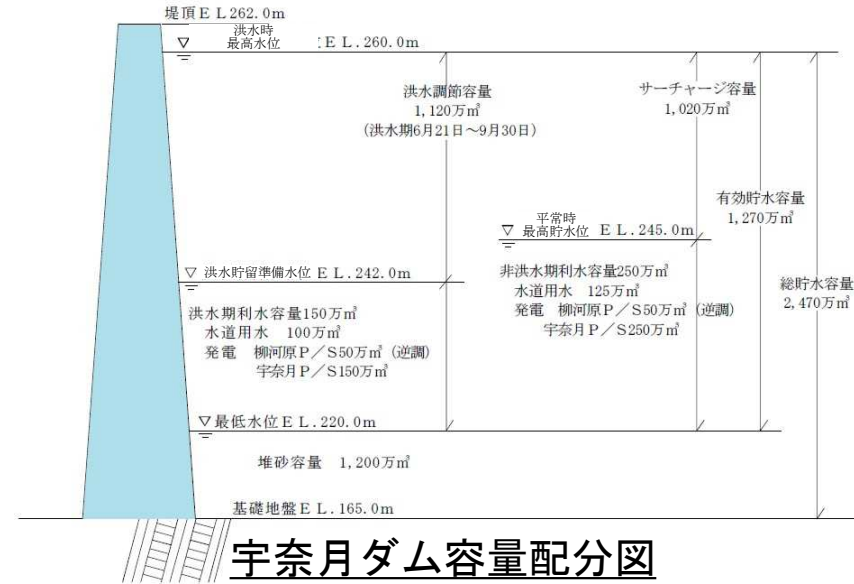 堤頂ＥＬ262.0m
洪水時
最高水位 ＥＬ.260.0m
洪水調節容量
1,120万㎥
（洪水期6月21日～9月30日）
サーチャージ容量
1,020万㎥
有効貯水容量
1,270万㎥
総貯水容量
2,470万㎥
平常時
最高貯水位 ＥＬ.245.0m
非洪水期利水容量250万㎥
水道用水 125万㎥
発電 柳河原Ｐ／Ｓ50万㎥（逆調）
宇奈月Ｐ／Ｓ250万㎥
洪水貯留準備水位 ＥＬ.242.0m
洪水期利水容量150万㎥
水道用水 100万㎥
発電 柳河原Ｐ／Ｓ50万㎥（逆調）
宇奈月Ｐ／Ｓ150万㎥
最低水位ＥＬ.220.0m
堆砂容量 1,200万㎥
基礎地盤ＥＬ.165.0m
宇奈月ダム容量配分図